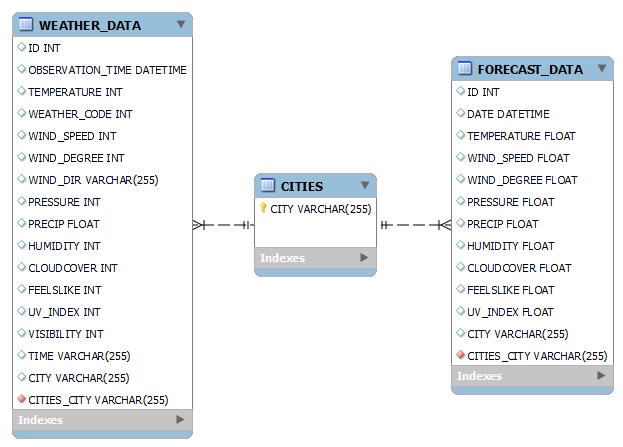 WEATHER_DATA
ID INT
OBSERVATION_TIME DATETIME
TEMPERATURE INT
WEATHER_CODE INT
WIND_SPEED INT
WIND_DEGREE INT
WIND_DIR VARCHAR(255)
PRESSURE INT
PRECIP FLOAT
HUMIDITY INT
CLOUDCOVER INT
FEELSLIKE INT
UV_INDEX INT
VISIBILITY INT
TIME VARCHAR(255)
CITY VARCHAR(255)
CITIES_CITY VARCHAR(255)
Indexes
CITIES
CITY VARCHAR(255)
Indexes
FORECAST_DATA
ID INT
DATE DATETIME
TEMPERATURE FLOAT
WIND_SPEED FLOAT
WIND_DEGREE FLOAT
PRESSURE FLOAT
PRECIP FLOAT
HUMIDITY FLOAT
CLOUDCOVER FLOAT
FEELSLIKE FLOAT
UV_INDEX FLOAT
CITY VARCHAR(255)
CITIES_CITY VARCHAR(255)
Indexes